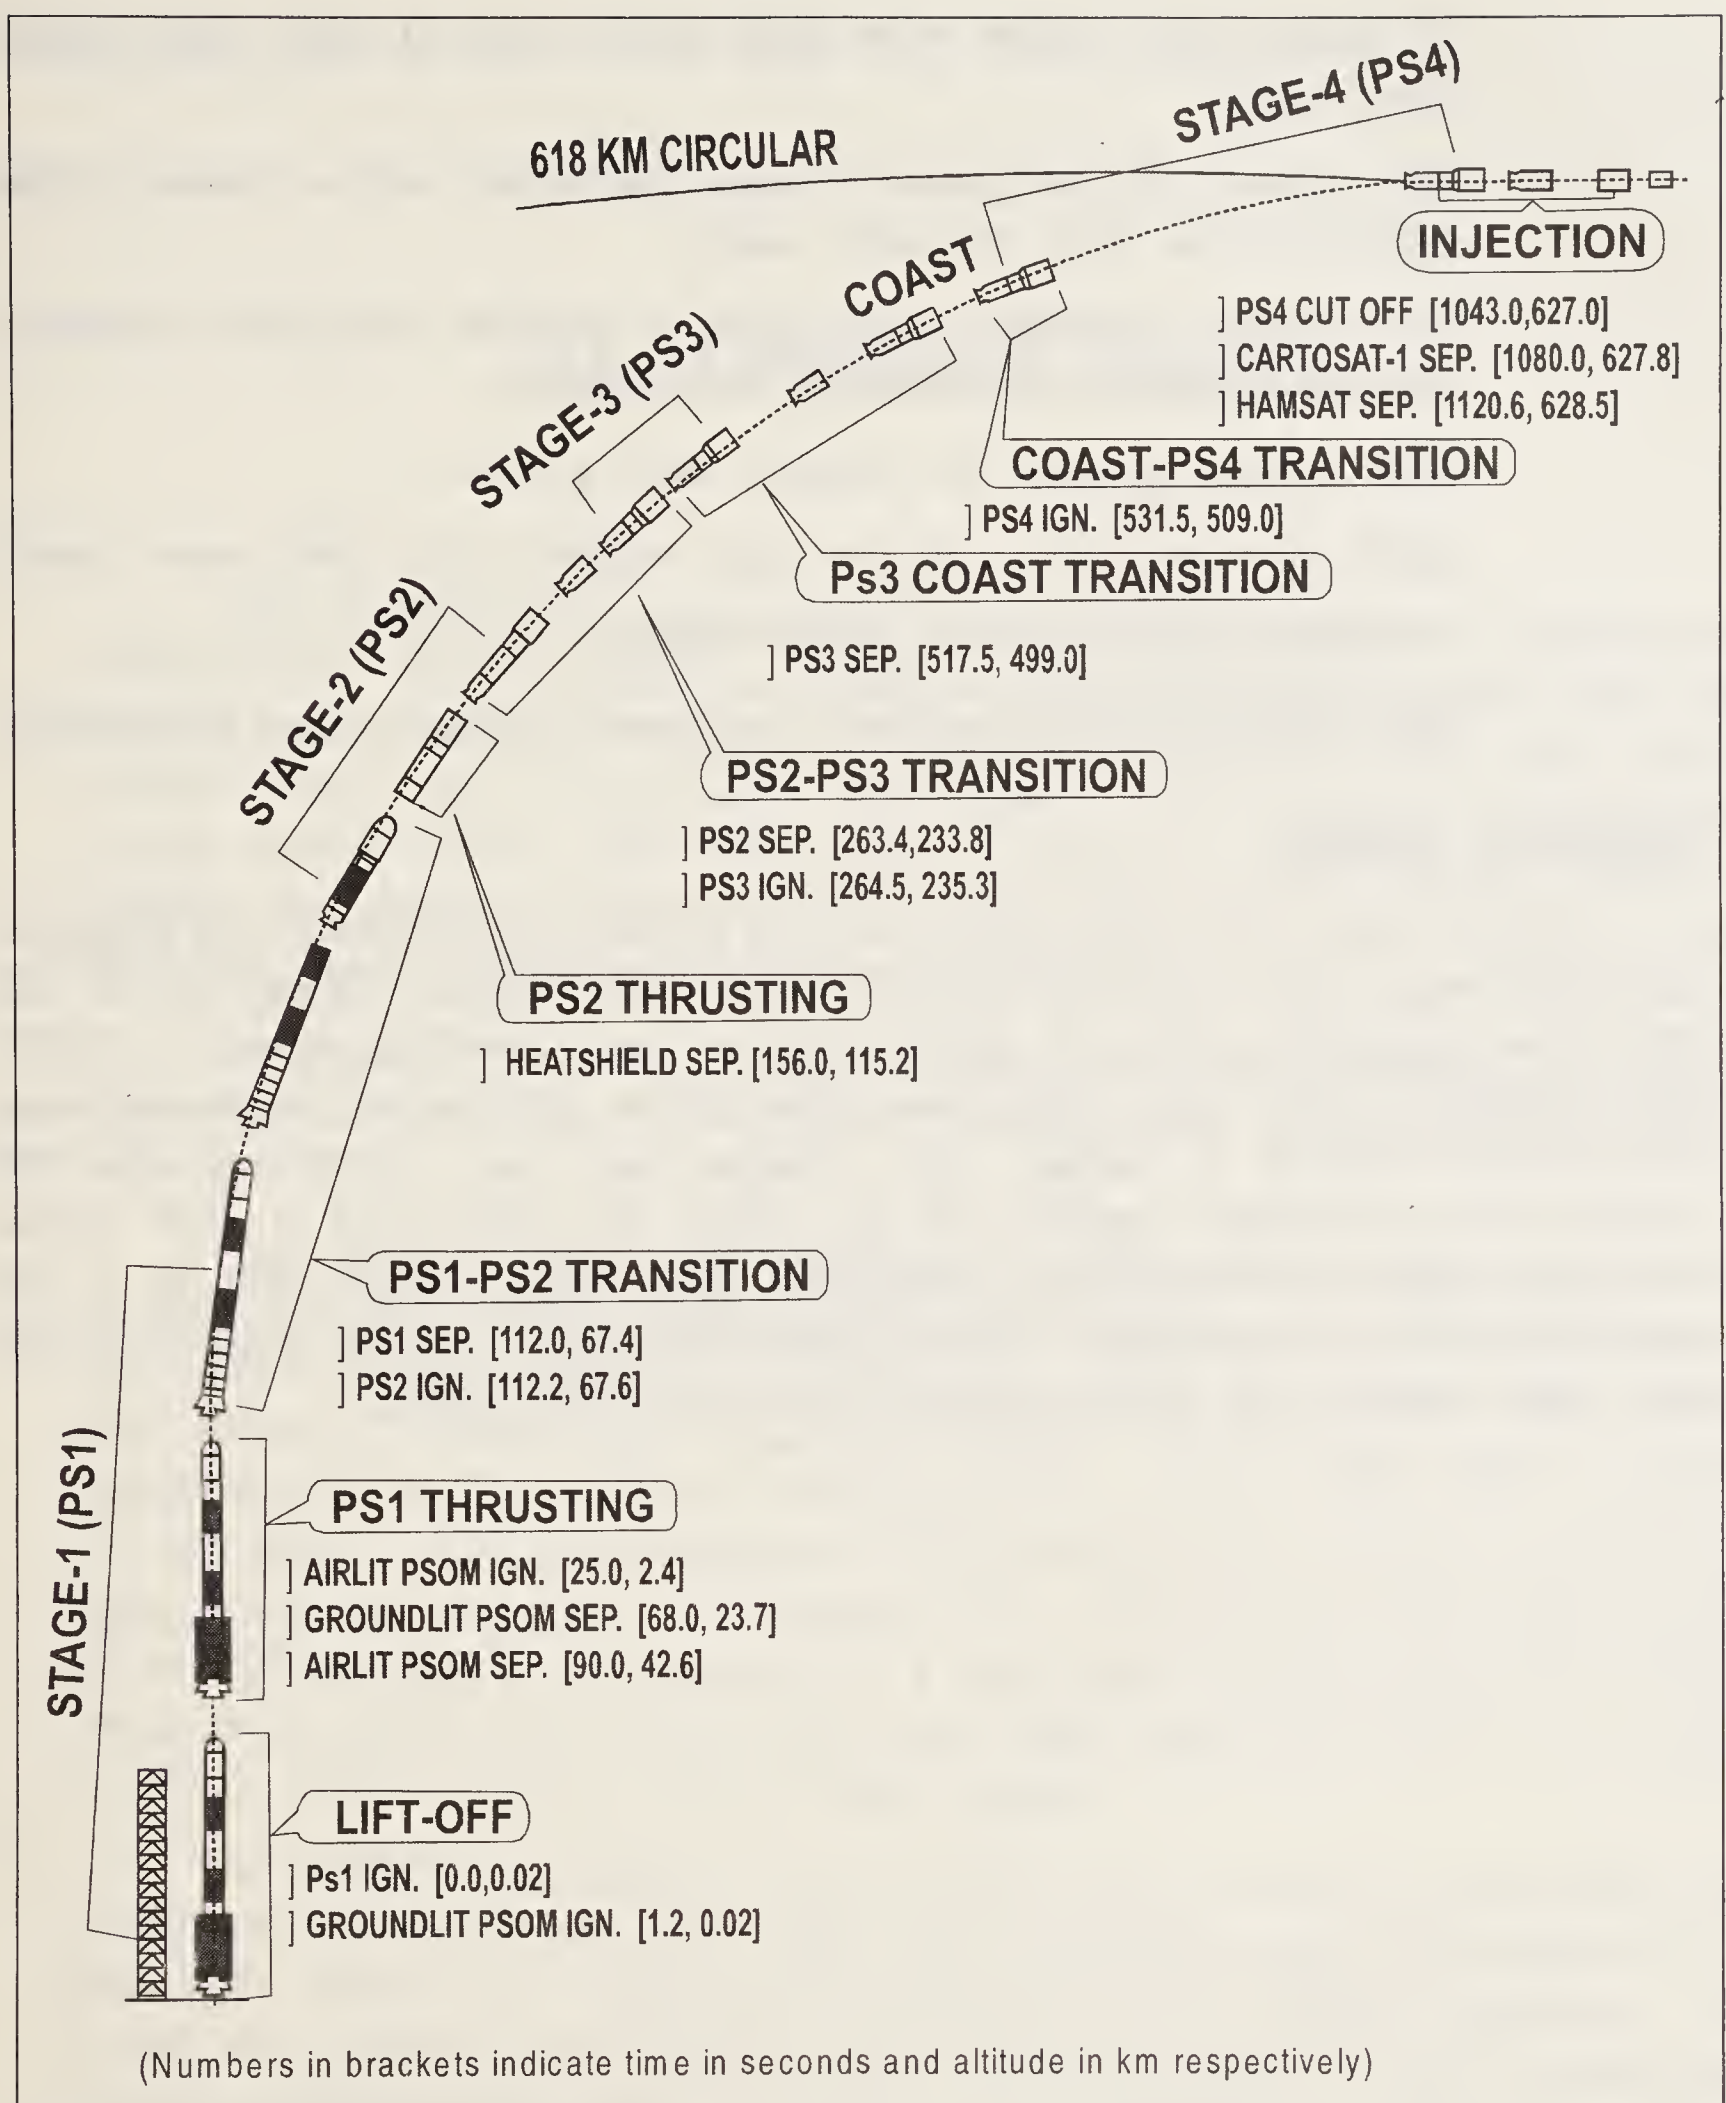 STAGE-4 (PS4)
618 KM CIRCULAR
INJECTION
] PS4 CUT OFF [1043.0,627.0]
] CARTOSAT-1 SEP. [1080.0, 627.8]
] HAMSAT SEP. [1120.6, 628.5]
COAST
COAST-PS4 TRANSITION
] PS4 IGN. [531.5, 509.0]
STAGE-3 (PS3)
Ps3 COAST TRANSITION
] PS3 SEP. [517.5, 499.0]
STAGE-2 (PS2)
PS2-PS3 TRANSITION
] PS2 SEP. [263.4,233.8]
] PS3 IGN. [264.5, 235.3]
PS2 THRUSTING
] HEATSHIELD SEP. [156.0, 115.2]
PS1-PS2 TRANSITION
] PS1 SEP. [112.0, 67.4]
] PS2 IGN. [112.2, 67.6]
STAGE-1 (PS1)
PS1 THRUSTING
] AIRLIT PSOM IGN. [25.0, 2.4]
] GROUNDLIT PSOM SEP. [68.0, 23.7]
] AIRLIT PSOM SEP. [90.0, 42.6]
LIFT-OFF
] Ps1 IGN. [0.0,0.02]
] GROUNDLIT PSOM IGN. [1.2, 0.02]
(Numbers in brackets indicate time in seconds and altitude in km respectively)